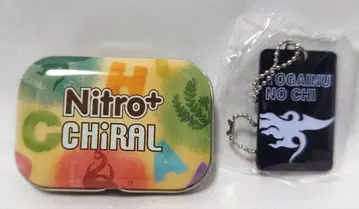 Nitro+
CHiRAL
H
C
A
TOGAINU
NO CHI